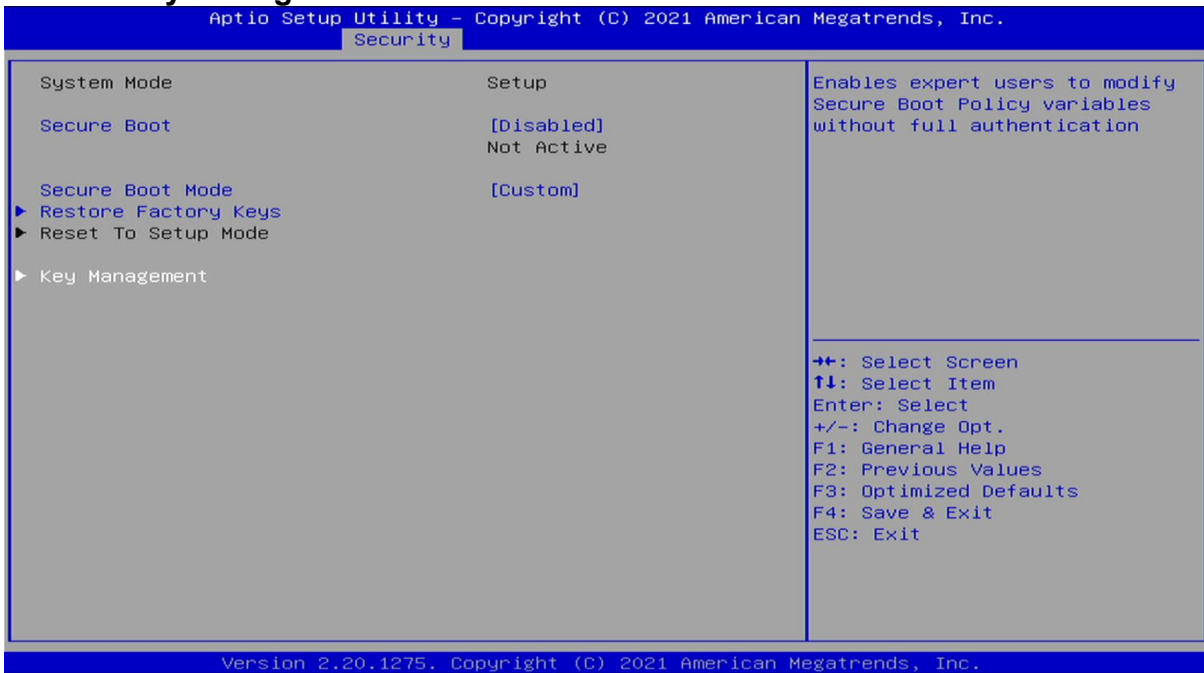 Aptio Setup Utility – Copyright (C) 2021 American Megatrends, Inc.
Security
System Mode Setup
Secure Boot [Disabled]
Not Active
Secure Boot Mode [Custom]
▶ Restore Factory Keys
▶ Reset To Setup Mode
▶ Key Management
Enables expert users to modify
Secure Boot Policy variables
without full authentication
→←: Select Screen
↑↓: Select Item
Enter: Select
+/-: Change Opt.
F1: General Help
F2: Previous Values
F3: Optimized Defaults
F4: Save & Exit
ESC: Exit
Version 2.20.1275. Copyright (C) 2021 American Megatrends, Inc.